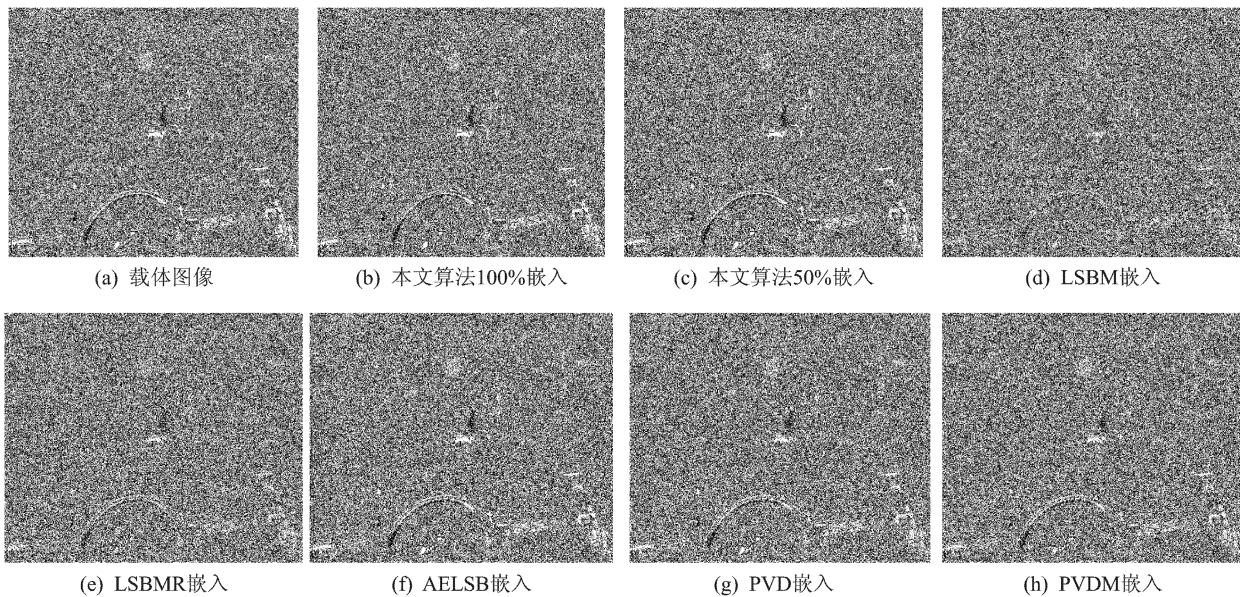 (a) 载体图像
(b) 本文算法100%嵌入
(c) 本文算法50%嵌入
(d) LSBM嵌入
(e) LSBMR嵌入
(f) AELSB嵌入
(g) PVD嵌入
(h) PVDM嵌入